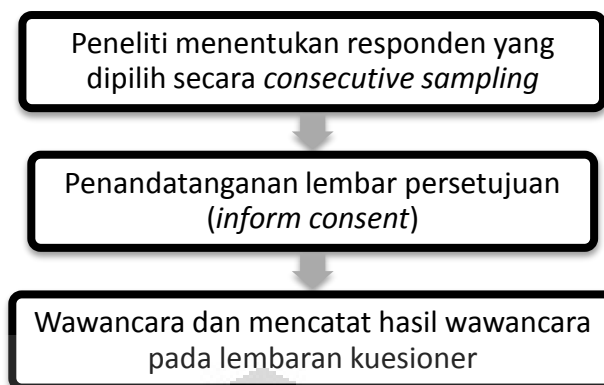 Peneliti menentukan responden yang
dipilih secara consecutive sampling
Penandatanganan lembar persetujuan
(inform consent)
Wawancara dan mencatat hasil wawancara
pada lembaran kuesioner